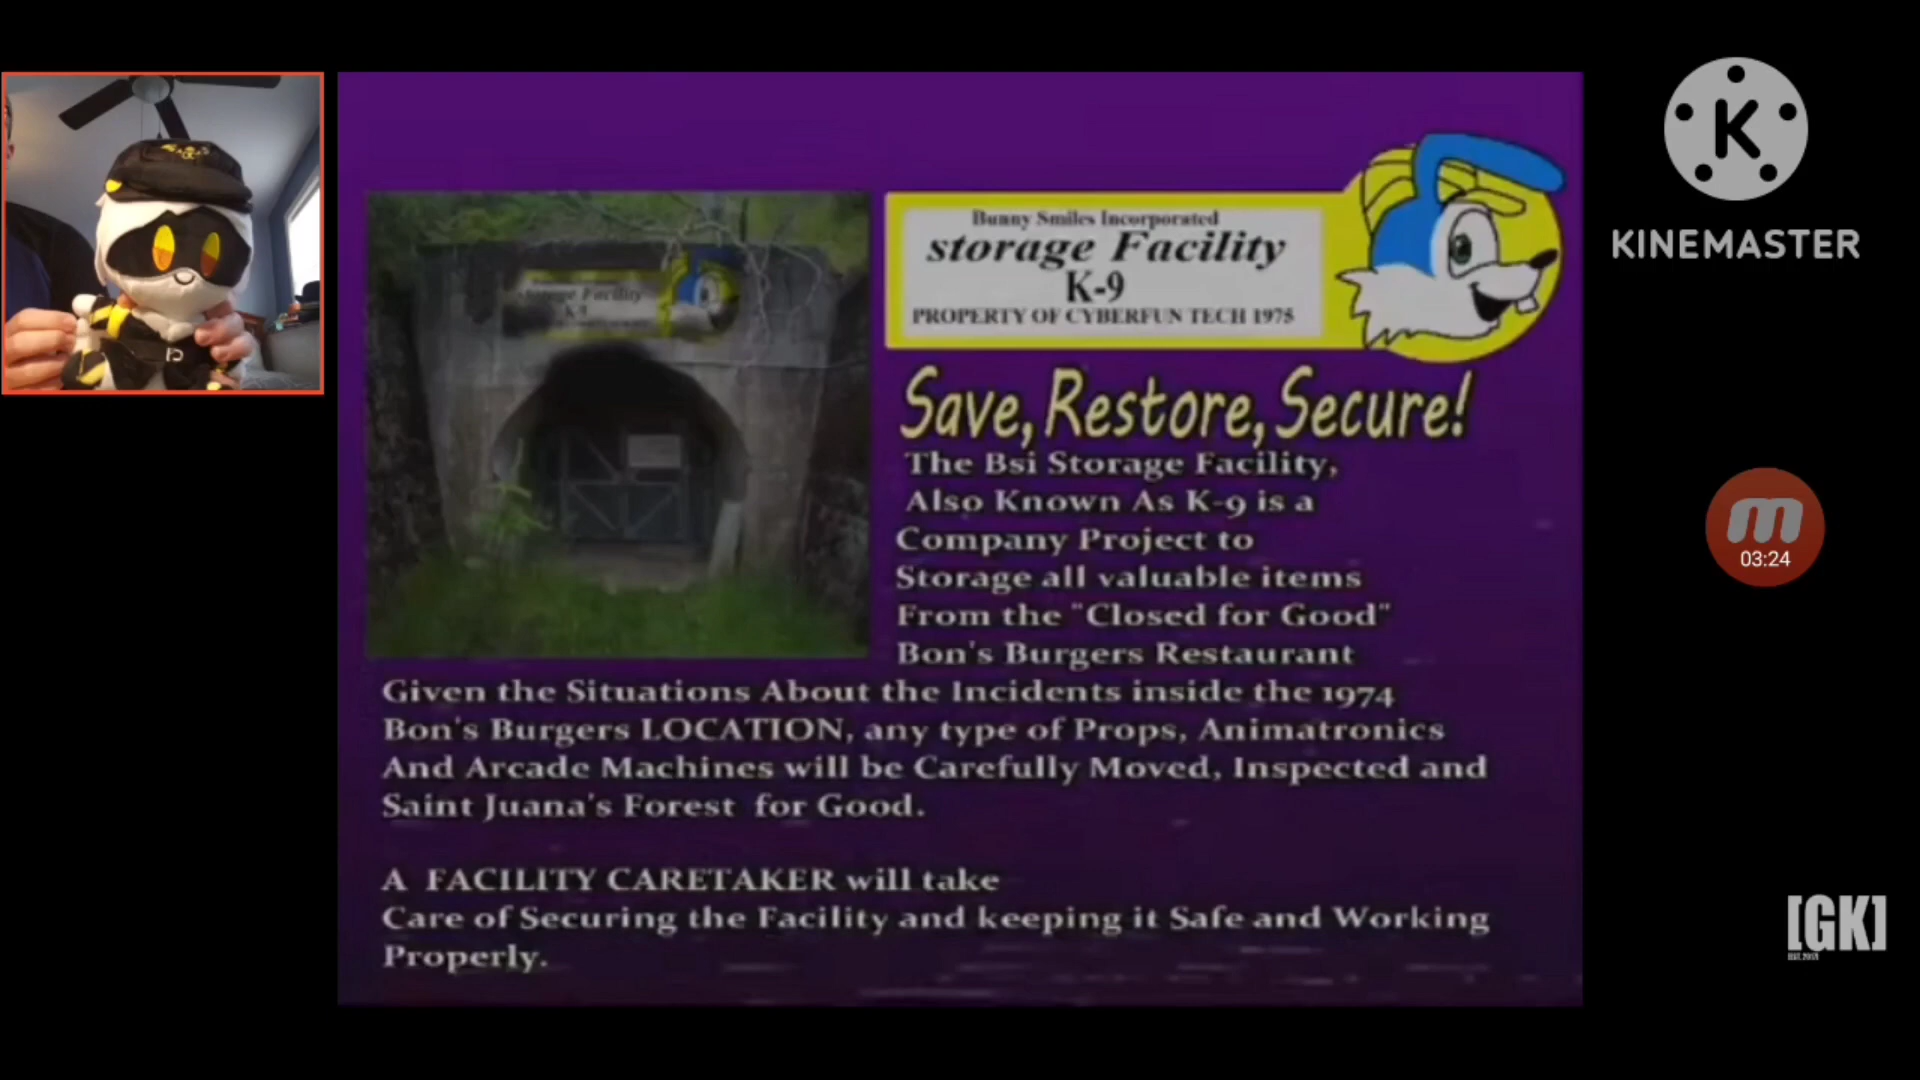 Bunny Smiles Incorporated
storage Facility
K-9
PROPERTY OF CYBERFUN TECH 1975
Save, Restore, Secure!
The Bsi Storage Facility,
Also Known As K-9 is a
Company Project to
Storage all valuable items
From the "Closed for Good"
Bon's Burgers Restaurant
Given the Situations About the Incidents inside the 1974
Bon's Burgers LOCATION, any type of Props, Animatronics
And Arcade Machines will be Carefully Moved, Inspected and
Saint Juana's Forest for Good.
A FACILITY CARETAKER will take
Care of Securing the Facility and keeping it Safe and Working
Properly.
storage Facility
K-9
K
KINEMASTER
m
03:24
[GK]